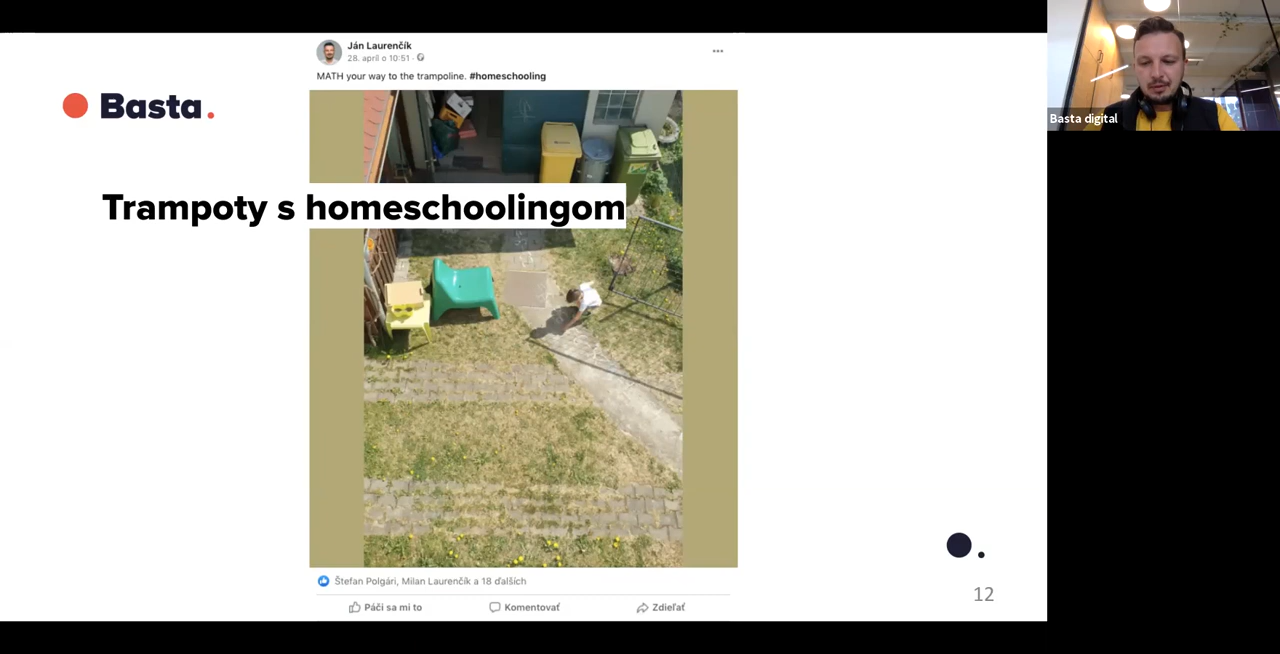 Ján Laurenčík
28. apríl o 10:51 ·
MATH your way to the trampoline. #homeschooling
Basta.
Basta digital
Trampoty s homeschoolingom
Štefan Polgári, Milan Laurenčík a 18 ďalších
Páči sa mi to
Komentovať
Zdieľať
12